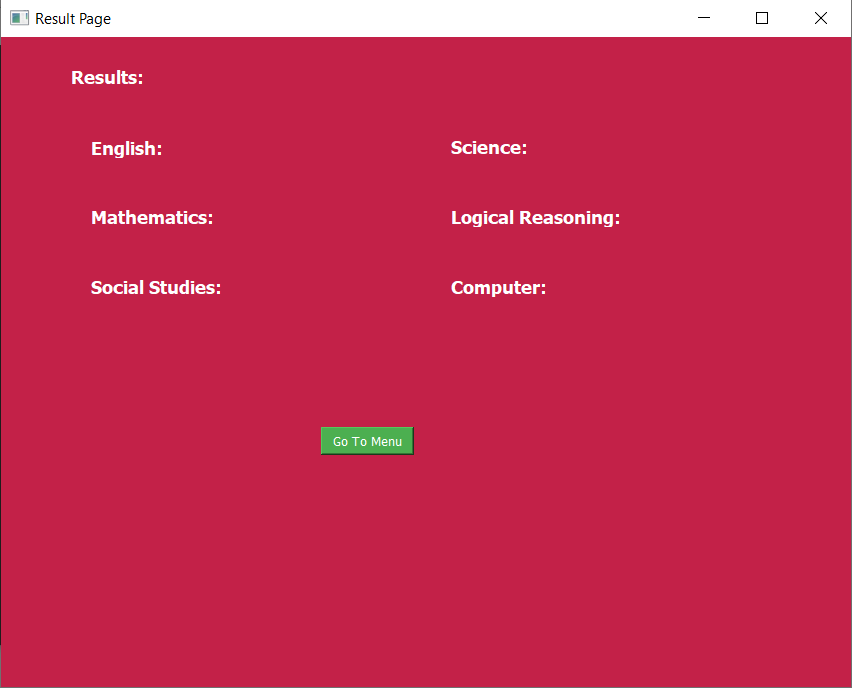 Result Page
Results:
English:
Science:
Mathematics:
Logical Reasoning:
Social Studies:
Computer:
Go To Menu